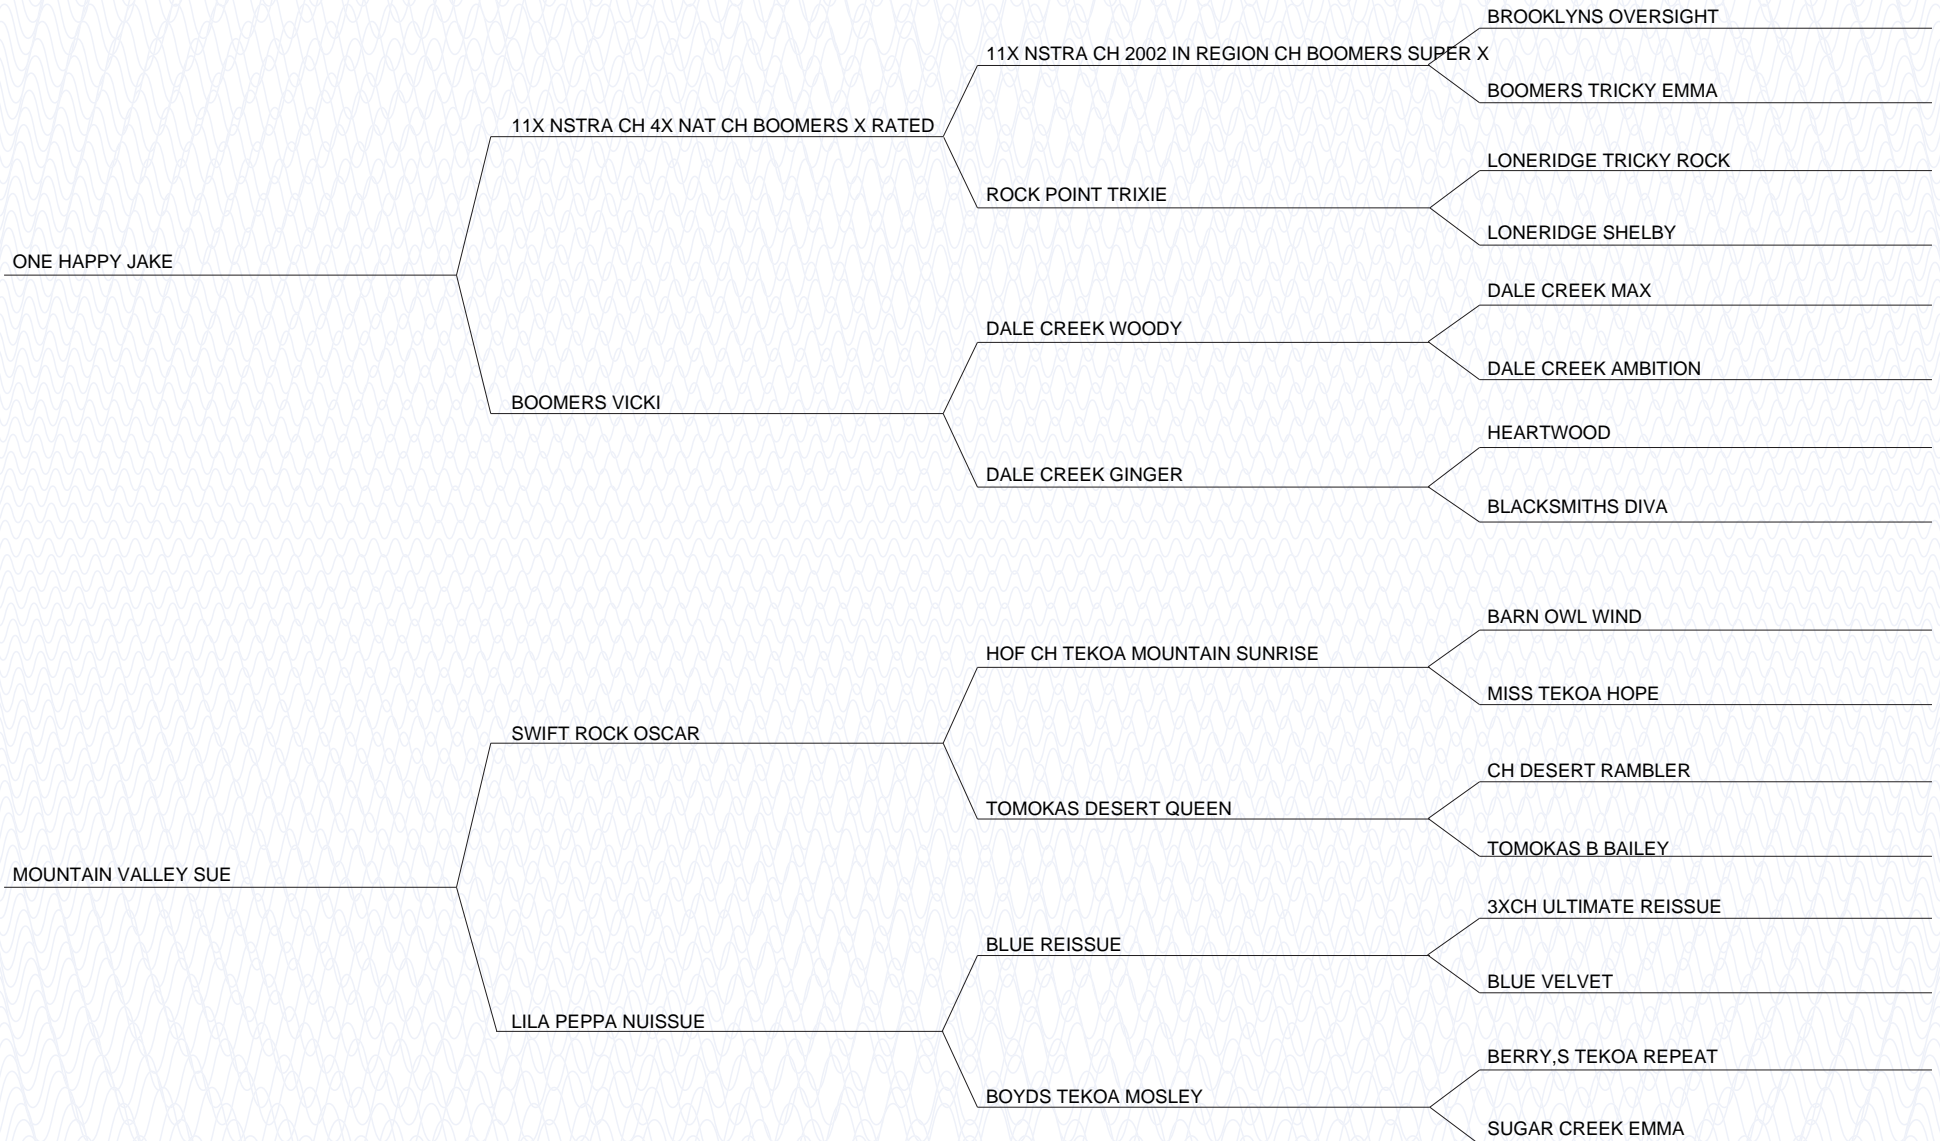 BROOKLYNS OVERSIGHT
11X NSTRA CH 2002 IN REGION CH BOOMERS SUPER X
BOOMERS TRICKY EMMA
11X NSTRA CH 4X NAT CH BOOMERS X RATED
LONERIDGE TRICKY ROCK
ROCK POINT TRIXIE
LONERIDGE SHELBY
ONE HAPPY JAKE
DALE CREEK MAX
DALE CREEK WOODY
DALE CREEK AMBITION
BOOMERS VICKI
HEARTWOOD
DALE CREEK GINGER
BLACKSMITHS DIVA
BARN OWL WIND
HOF CH TEKOA MOUNTAIN SUNRISE
MISS TEKOA HOPE
SWIFT ROCK OSCAR
CH DESERT RAMBLER
TOMOKAS DESERT QUEEN
TOMOKAS B BAILEY
MOUNTAIN VALLEY SUE
3XCH ULTIMATE REISSUE
BLUE REISSUE
BLUE VELVET
LILA PEPPA NUISSUE
BERRY,S TEKOA REPEAT
BOYDS TEKOA MOSLEY
SUGAR CREEK EMMA